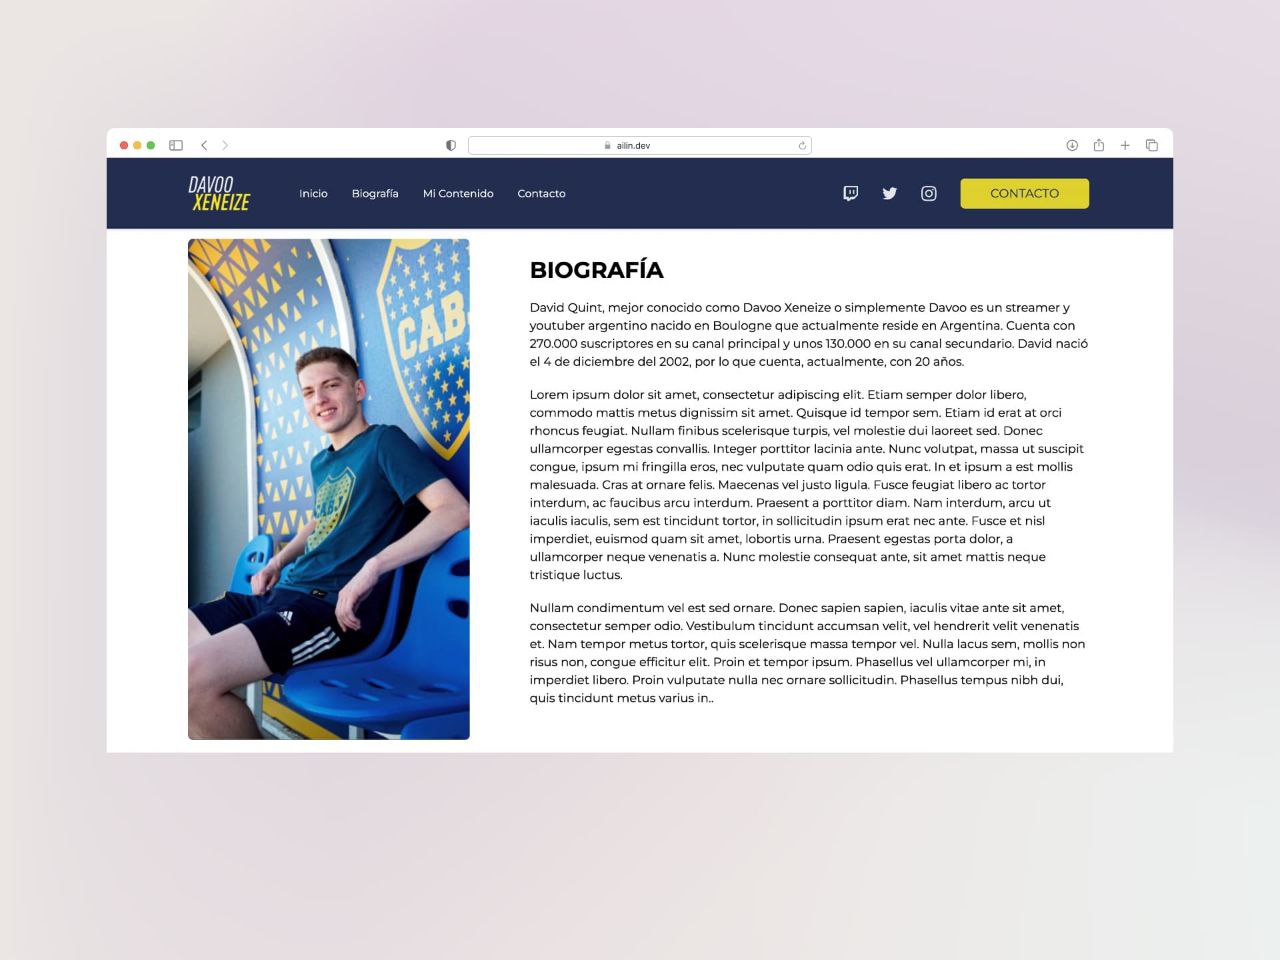 ailin.dev
DAVOO
XENEIZE
Inicio
Biografía
Mi Contenido
Contacto
CONTACTO
CAB
CAB
BIOGRAFÍA
David Quint, mejor conocido como Davoo Xeneize o simplemente Davoo es un streamer y
youtuber argentino nacido en Boulogne que actualmente reside en Argentina. Cuenta con
270.000 suscriptores en su canal principal y unos 130.000 en su canal secundario. David nació
el 4 de diciembre del 2002, por lo que cuenta, actualmente, con 20 años.
Lorem ipsum dolor sit amet, consectetur adipiscing elit. Etiam semper dolor libero,
commodo mattis metus dignissim sit amet. Quisque id tempor sem. Etiam id erat at orci
rhoncus feugiat. Nullam finibus scelerisque turpis, vel molestie dui laoreet sed. Donec
ullamcorper egestas convallis. Integer porttitor lacinia ante. Nunc volutpat, massa ut suscipit
congue, ipsum mi fringilla eros, nec vulputate quam odio quis erat. In et ipsum a est mollis
malesuada. Cras at ornare felis. Maecenas vel justo ligula. Fusce feugiat libero ac tortor
interdum, ac faucibus arcu interdum. Praesent a porttitor diam. Nam interdum, arcu ut
iaculis iaculis, sem est tincidunt tortor, in sollicitudin ipsum erat nec ante. Fusce et nisl
imperdiet, euismod quam sit amet, lobortis urna. Praesent egestas porta dolor, a
ullamcorper neque venenatis a. Nunc molestie consequat ante, sit amet mattis neque
tristique luctus.
Nullam condimentum vel est sed ornare. Donec sapien sapien, iaculis vitae ante sit amet,
consectetur semper odio. Vestibulum tincidunt accumsan velit, vel hendrerit velit venenatis
et. Nam tempor metus tortor, quis scelerisque massa tempor vel. Nulla lacus sem, mollis non
risus non, congue efficitur elit. Proin et tempor ipsum. Phasellus vel ullamcorper mi, in
imperdiet libero. Proin vulputate nulla nec ornare sollicitudin. Phasellus tempus nibh dui,
quis tincidunt metus varius in..